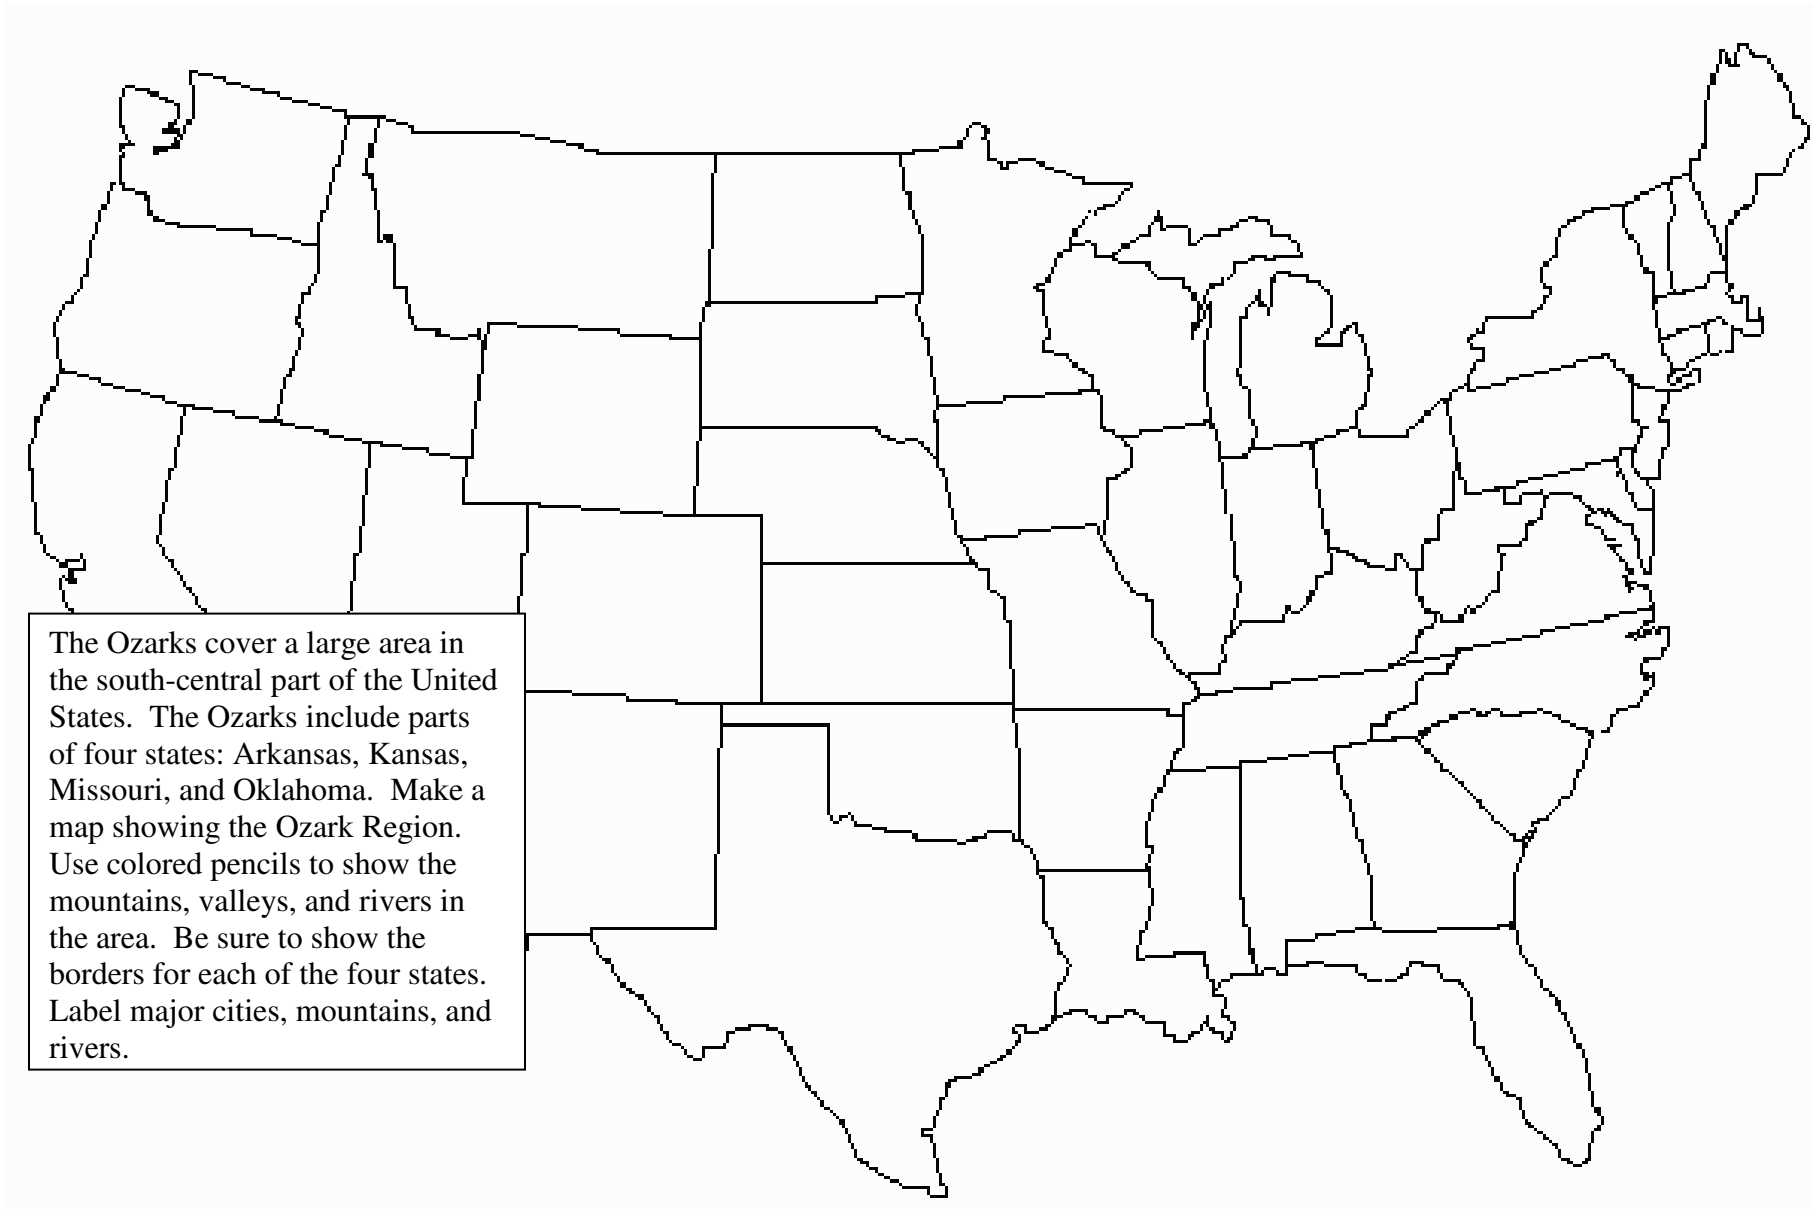 The Ozarks cover a large area in
the south-central part of the United
States.  The Ozarks include parts
of four states: Arkansas, Kansas,
Missouri, and Oklahoma.  Make a
map showing the Ozark Region.
Use colored pencils to show the
mountains, valleys, and rivers in
the area.  Be sure to show the
borders for each of the four states.
Label major cities, mountains, and
rivers.